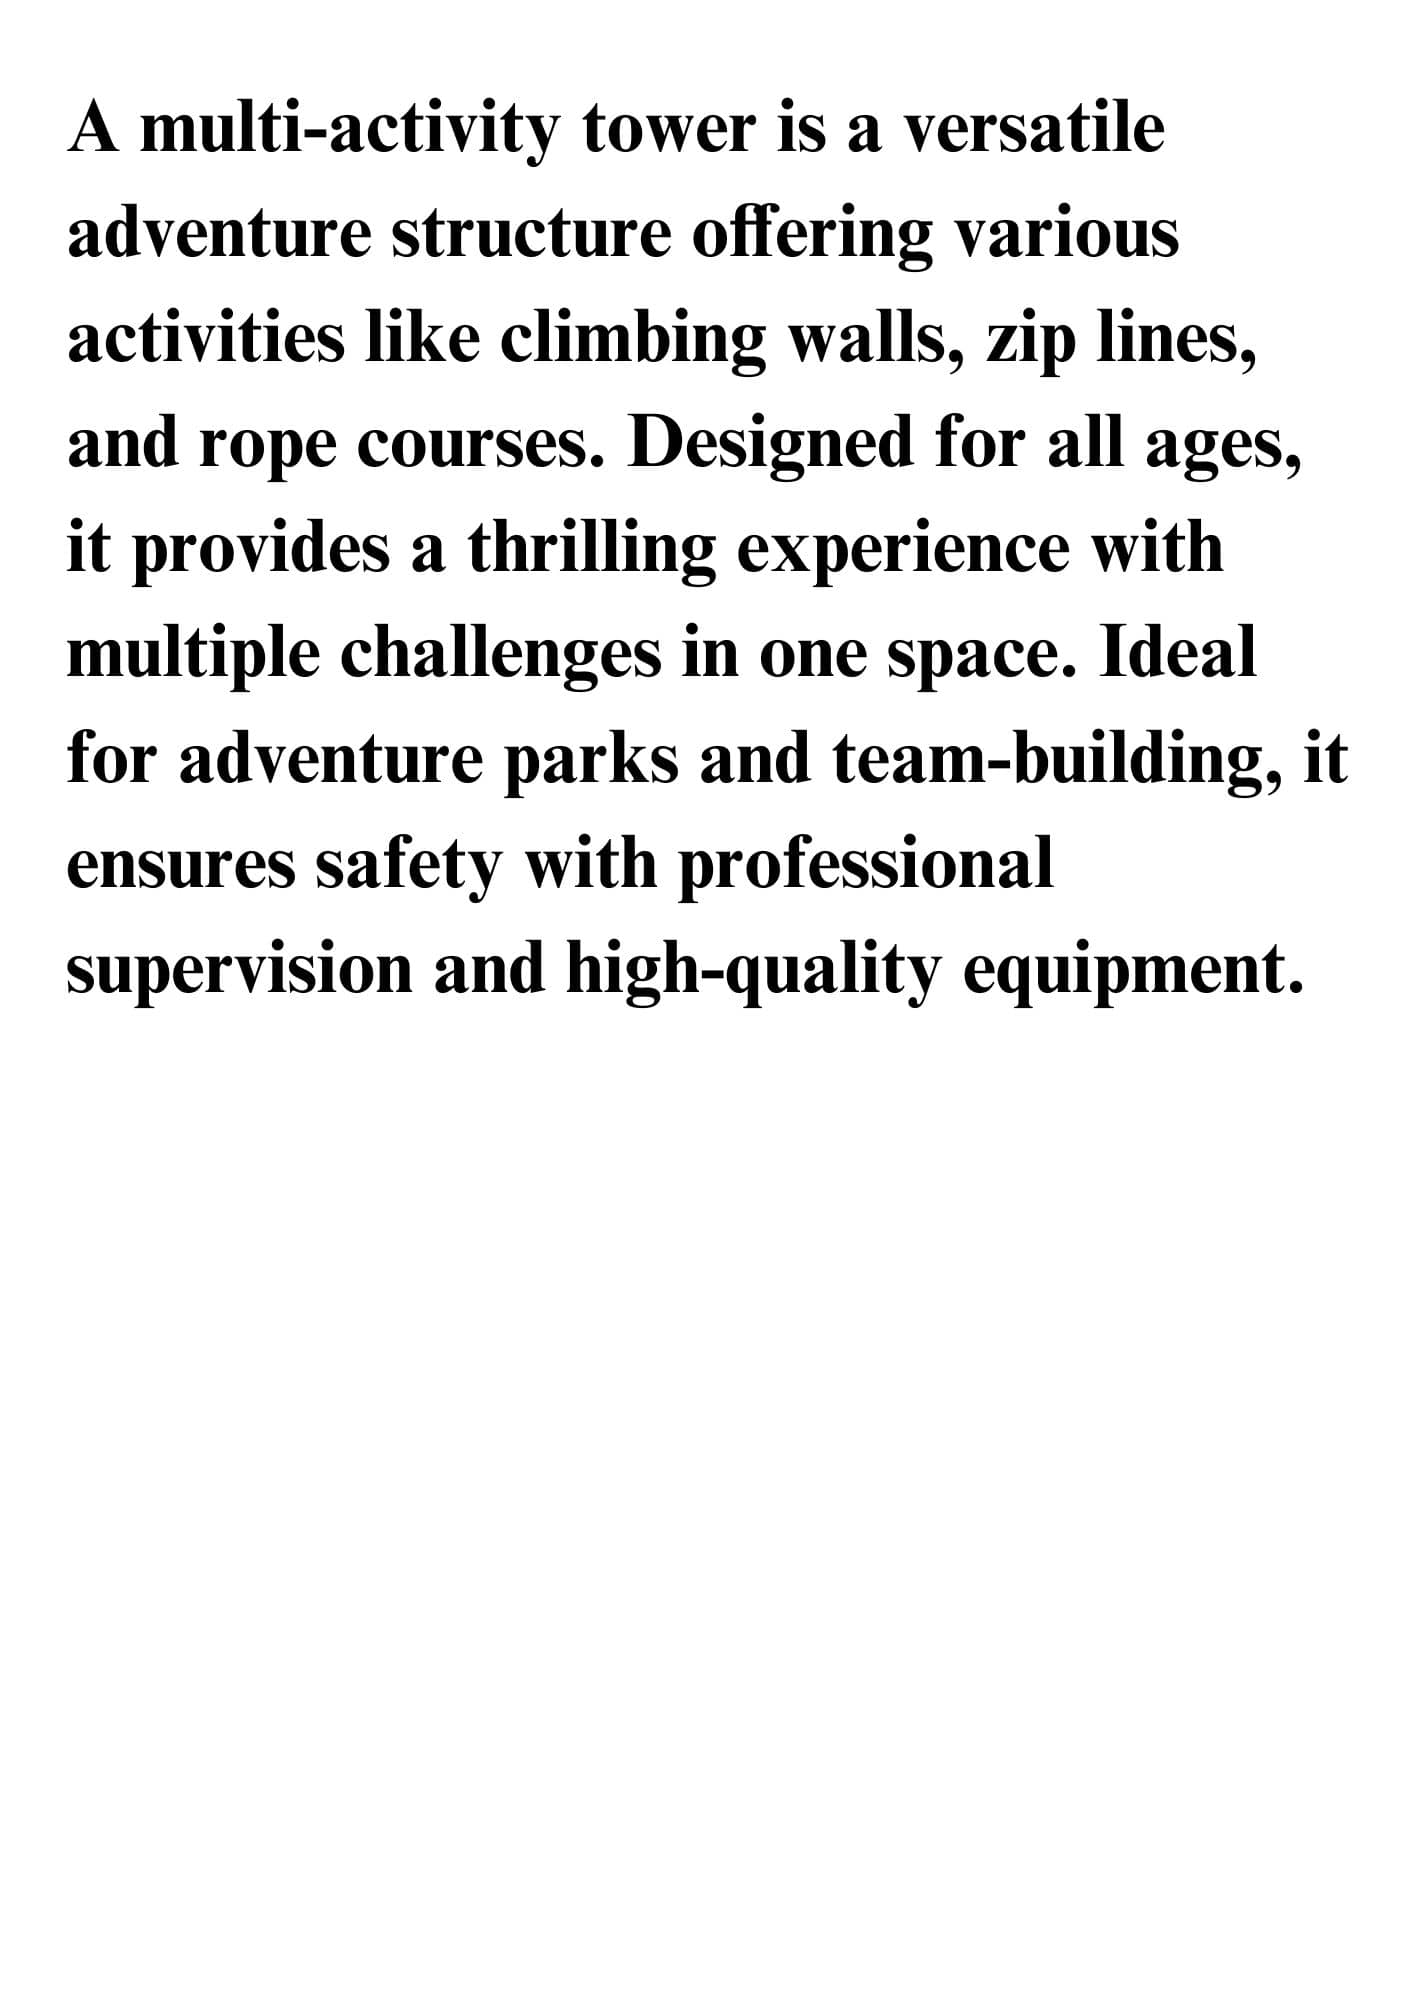 A multi-activity tower is a versatile
adventure structure offering various
activities like climbing walls, zip lines,
and rope courses. Designed for all ages,
it provides a thrilling experience with
multiple challenges in one space. Ideal
for adventure parks and team-building, it
ensures safety with professional
supervision and high-quality equipment.